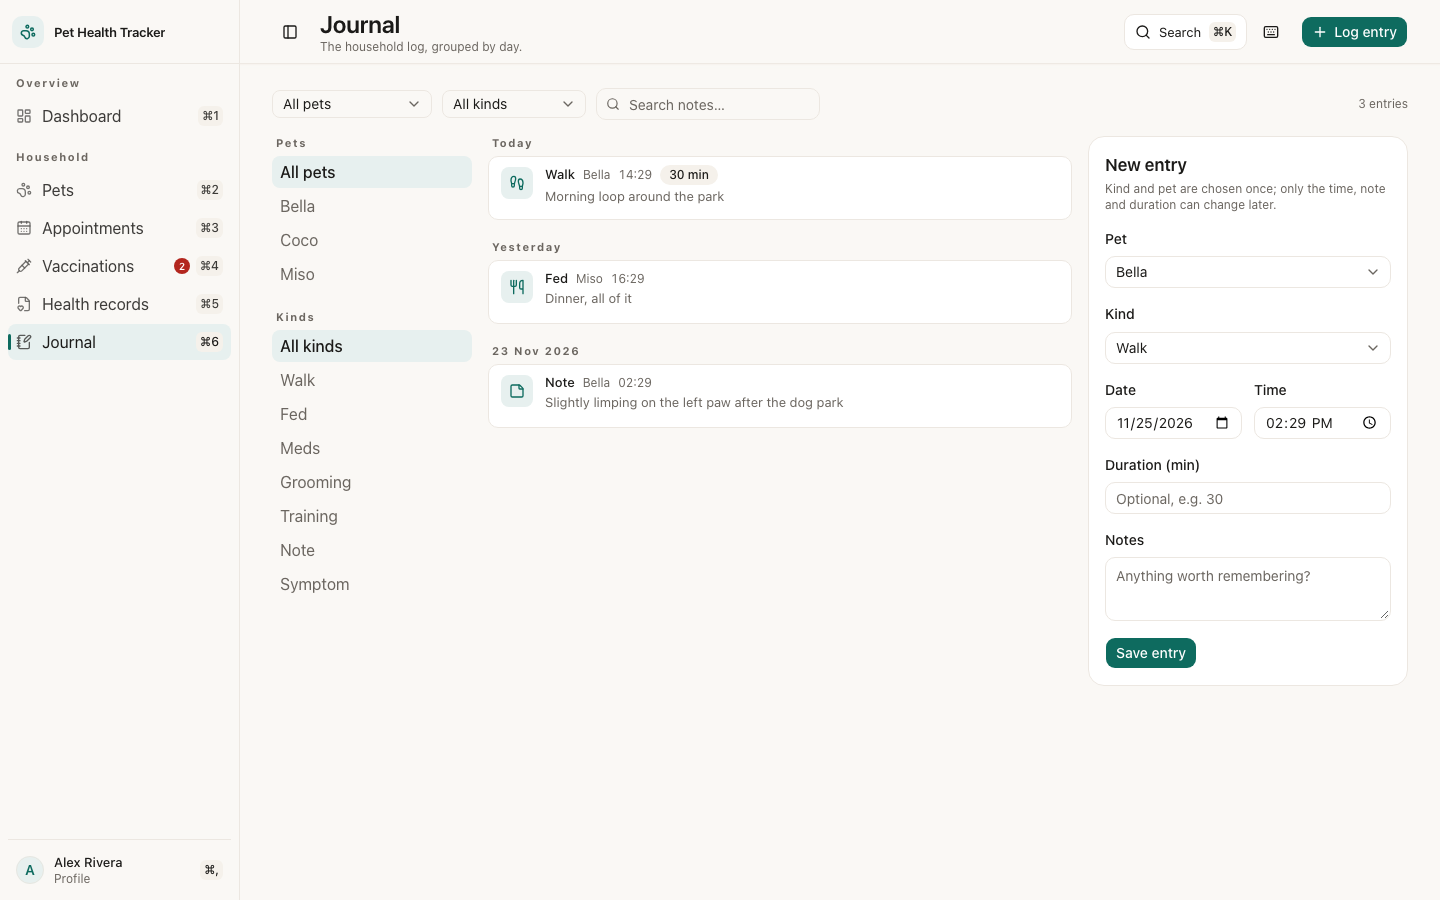 Pet Health Tracker
Overview
Dashboard ⌘1
Household
Pets ⌘2
Appointments ⌘3
Vaccinations 2 ⌘4
Health records ⌘5
Journal ⌘6
Alex Rivera
A
Profile
⌘,
Journal
The household log, grouped by day.
Search ⌘K
Log entry
All pets
All kinds
Search notes...
3 entries
Pets
All pets
Bella
Coco
Miso
Kinds
All kinds
Walk
Fed
Meds
Grooming
Training
Note
Symptom
Today
Walk Bella 14:29 30 min
Morning loop around the park
Yesterday
Fed Miso 16:29
Dinner, all of it
23 Nov 2026
Note Bella 02:29
Slightly limping on the left paw after the dog park
New entry
Kind and pet are chosen once; only the time, note
and duration can change later.
Pet
Bella
Kind
Walk
Date Time
11/25/2026 02:29 PM
Duration (min)
Optional, e.g. 30
Notes
Anything worth remembering?
Save entry